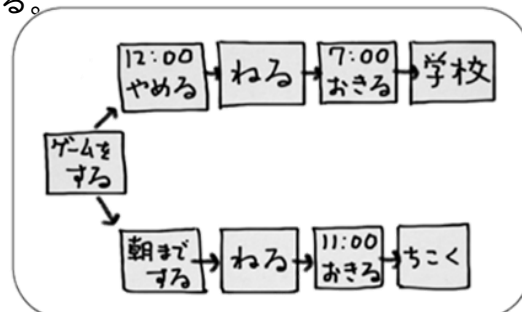 る。
12:00
やめる
ねる
7:00
おきる
学校
ゲームを
する
朝まで
する
ねる
11:00
おきる
ちこく